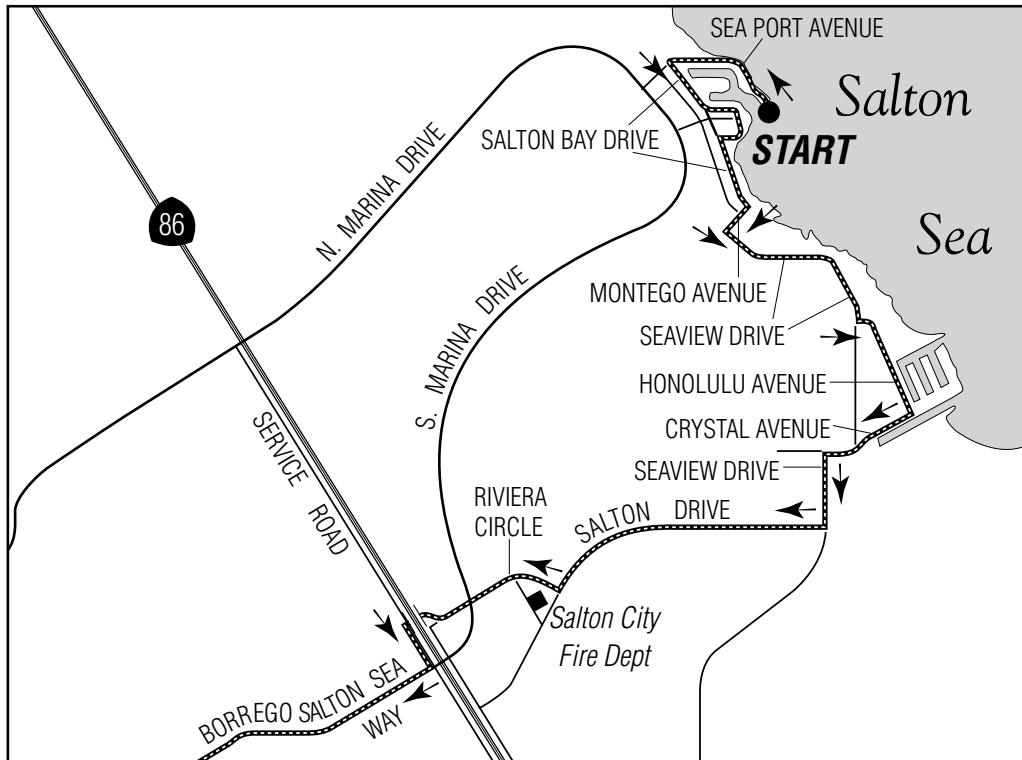 SEA PORT AVENUE
Salton
SALTON BAY DRIVE
START
N. MARINA DRIVE
86
Sea
MONTEGO AVENUE
S. MARINA DRIVE
SEAVIEW DRIVE
HONOLULU AVENUE
CRYSTAL AVENUE
SERVICE ROAD
SEAVIEW DRIVE
RIVIERA
CIRCLE
SALTON DRIVE
Salton City
Fire Dept
BORREGO SALTON SEA
WAY